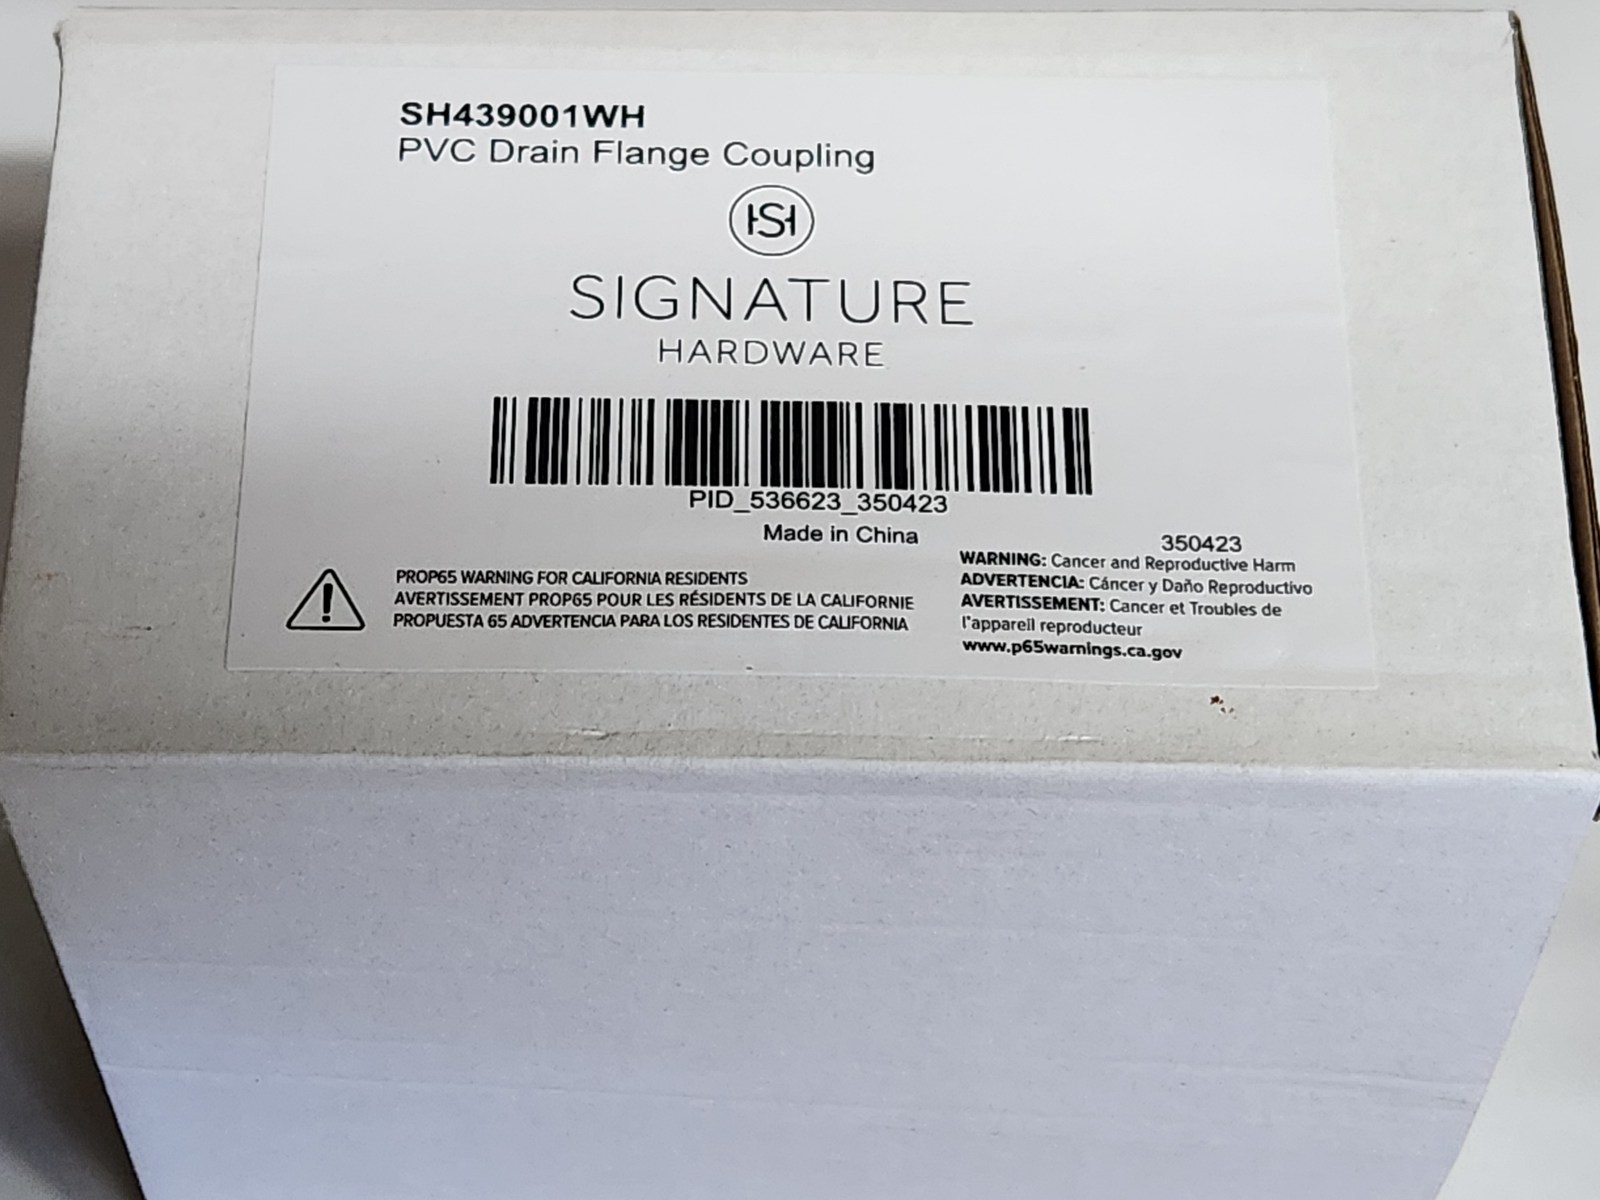 SH439001WH
PVC Drain Flange Coupling
HSH
SIGNATURE
HARDWARE
PID_536623_350423
Made in China
350423
PROP65 WARNING FOR CALIFORNIA RESIDENTS
AVERTISSEMENT PROP65 POUR LES RÉSIDENTS DE LA CALIFORNIE
PROPUESTA 65 ADVERTENCIA PARA LOS RESIDENTES DE CALIFORNIA
WARNING: Cancer and Reproductive Harm
ADVERTENCIA: Cáncer y Daño Reproductivo
AVERTISSEMENT: Cancer et Troubles de
l'appareil reproducteur
www.p65warnings.ca.gov